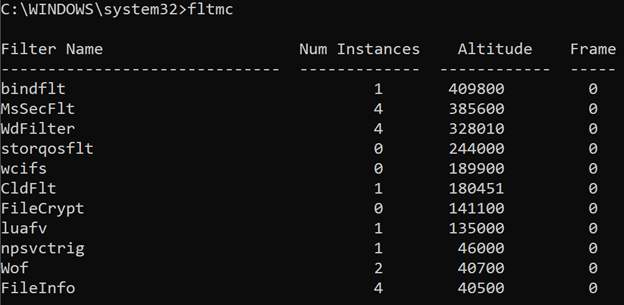 C:\WINDOWS\system32>fltmc
Filter Name                     Num Instances    Altitude    Frame
------------------------------  -------------  ------------  -----
bindflt                                 1       409800         0
MsSecFlt                                4       385600         0
WdFilter                                4       328010         0
storqosflt                              0       244000         0
wcifs                                   0       189900         0
CldFlt                                  1       180451         0
FileCrypt                               0       141100         0
luafv                                   1       135000         0
npsvctrig                               1        46000         0
Wof                                     2        40700         0
FileInfo                                4        40500         0